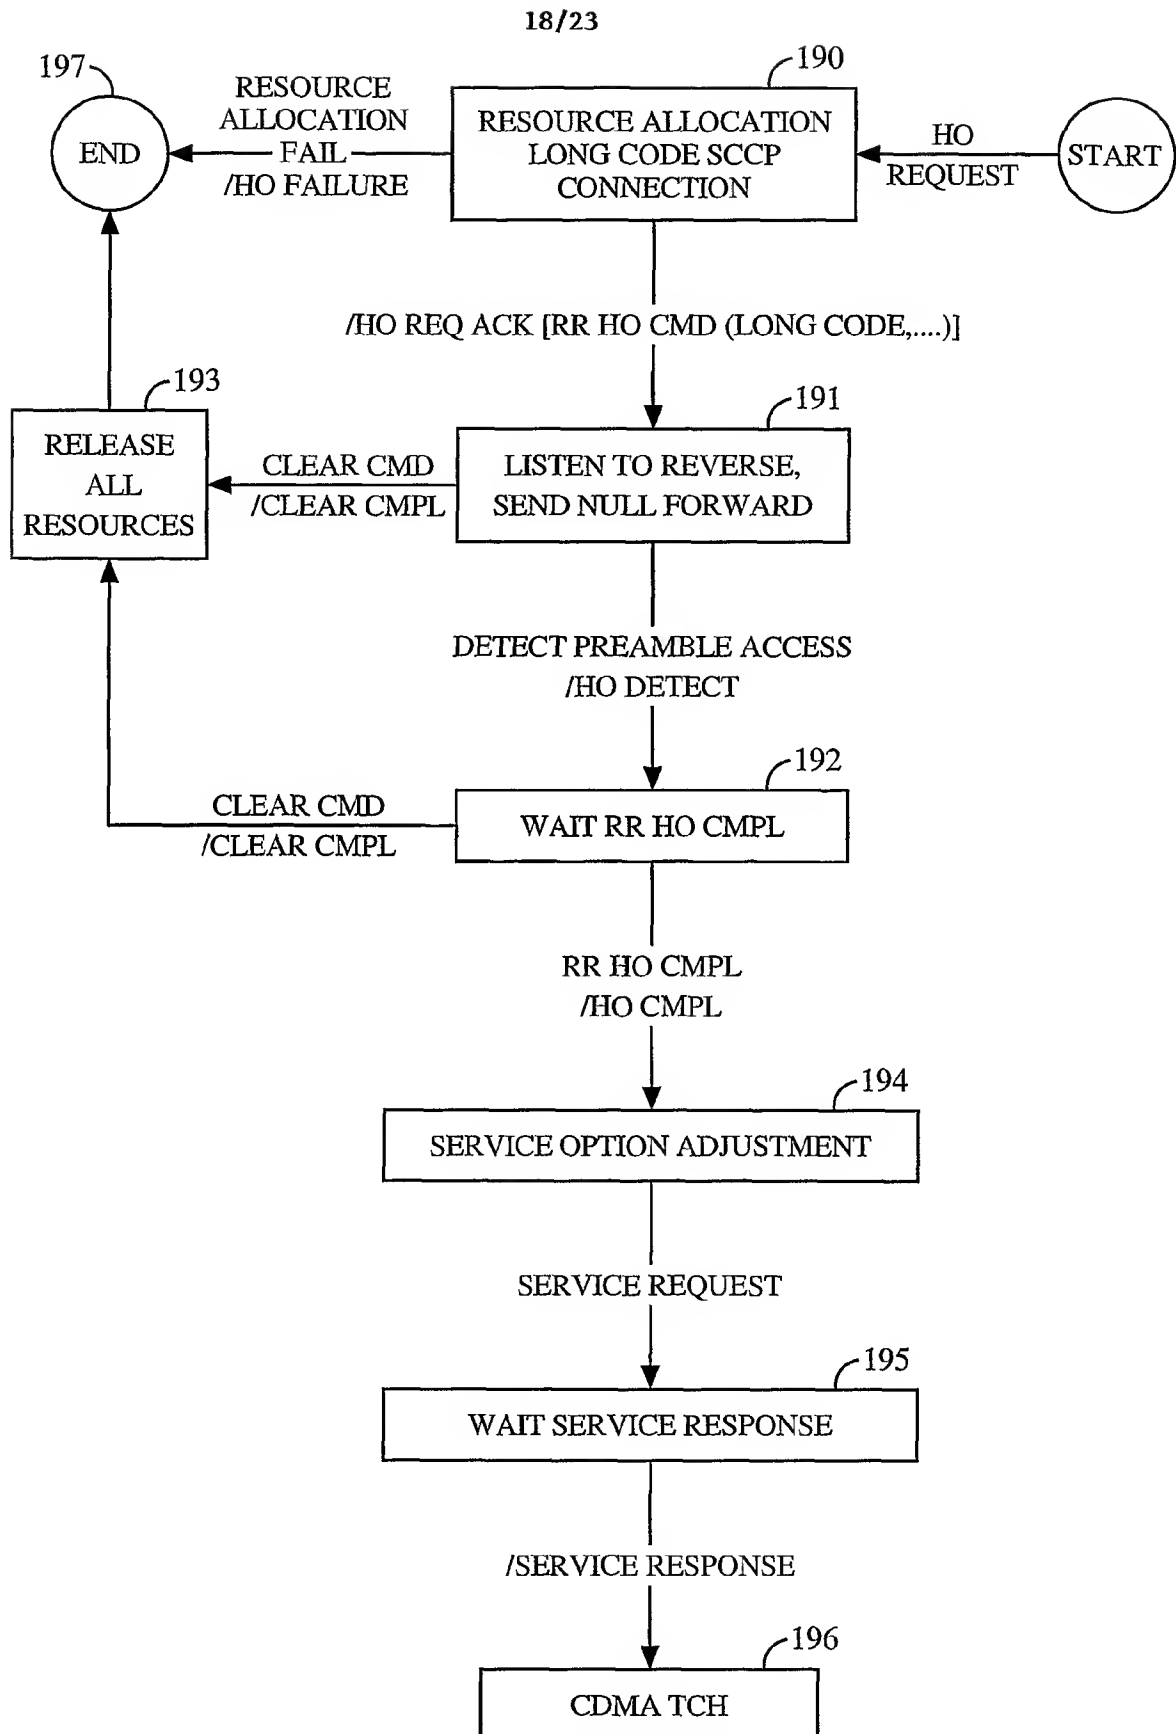 18/23
197
190
RESOURCE
ALLOCATION
FAIL
/HO FAILURE
END
RESOURCE ALLOCATION
LONG CODE SCCP
CONNECTION
HO
REQUEST
START
/HO REQ ACK [RR HO CMD (LONG CODE,....)]
193
191
RELEASE
ALL
RESOURCES
CLEAR CMD
/CLEAR CMPL
LISTEN TO REVERSE,
SEND NULL FORWARD
DETECT PREAMBLE ACCESS
/HO DETECT
192
CLEAR CMD
/CLEAR CMPL
WAIT RR HO CMPL
RR HO CMPL
/HO CMPL
194
SERVICE OPTION ADJUSTMENT
SERVICE REQUEST
195
WAIT SERVICE RESPONSE
/SERVICE RESPONSE
196
CDMA TCH